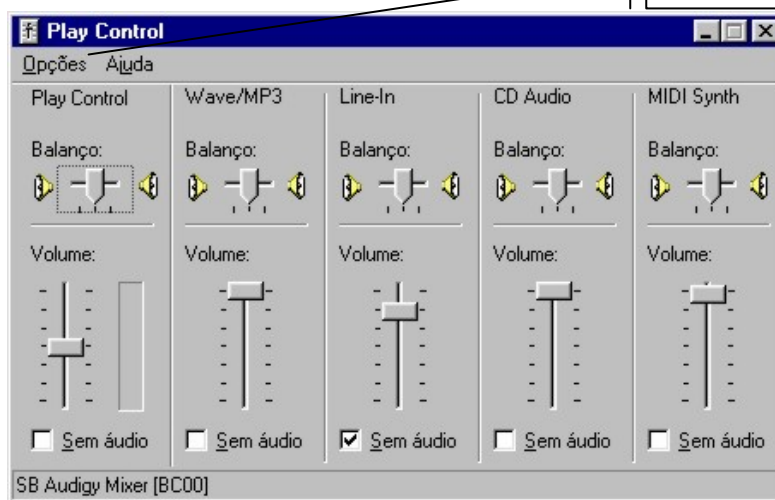 Play Control
Opções Ajuda
Play Control Wave/MP3 Line-In CD Audio MIDI Synth
Balanço: Balanço: Balanço: Balanço: Balanço:
Volume: Volume: Volume: Volume: Volume:
Sem áudio Sem áudio Sem áudio Sem áudio Sem áudio
SB Audigy Mixer [BC00]